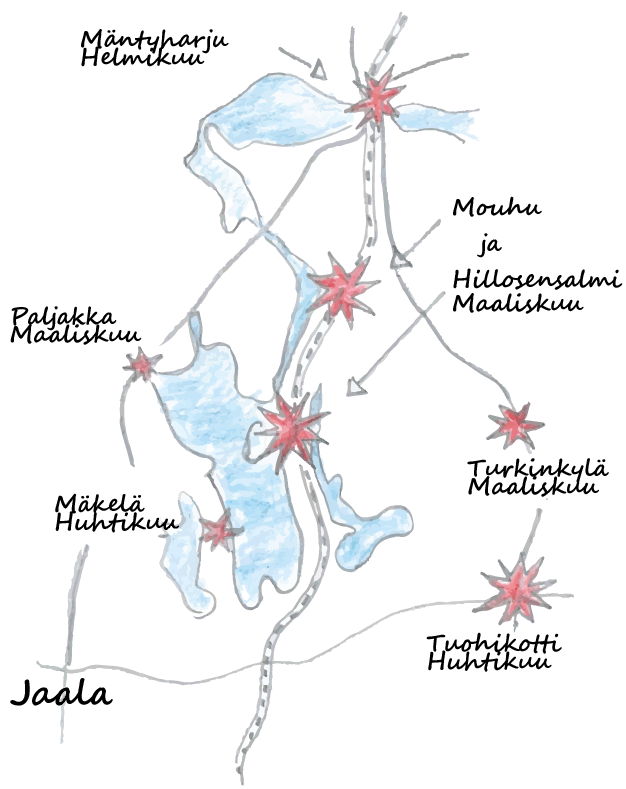 Mäntyharju
Helmikuu
Mouhu
ja
Hillosensalmi
Maaliskuu
Paljakka
Maaliskuu
Turkinkylä
Maaliskuu
Mäkelä
Huhtikuu
Tuohikotti
Huhtikuu
Jaala